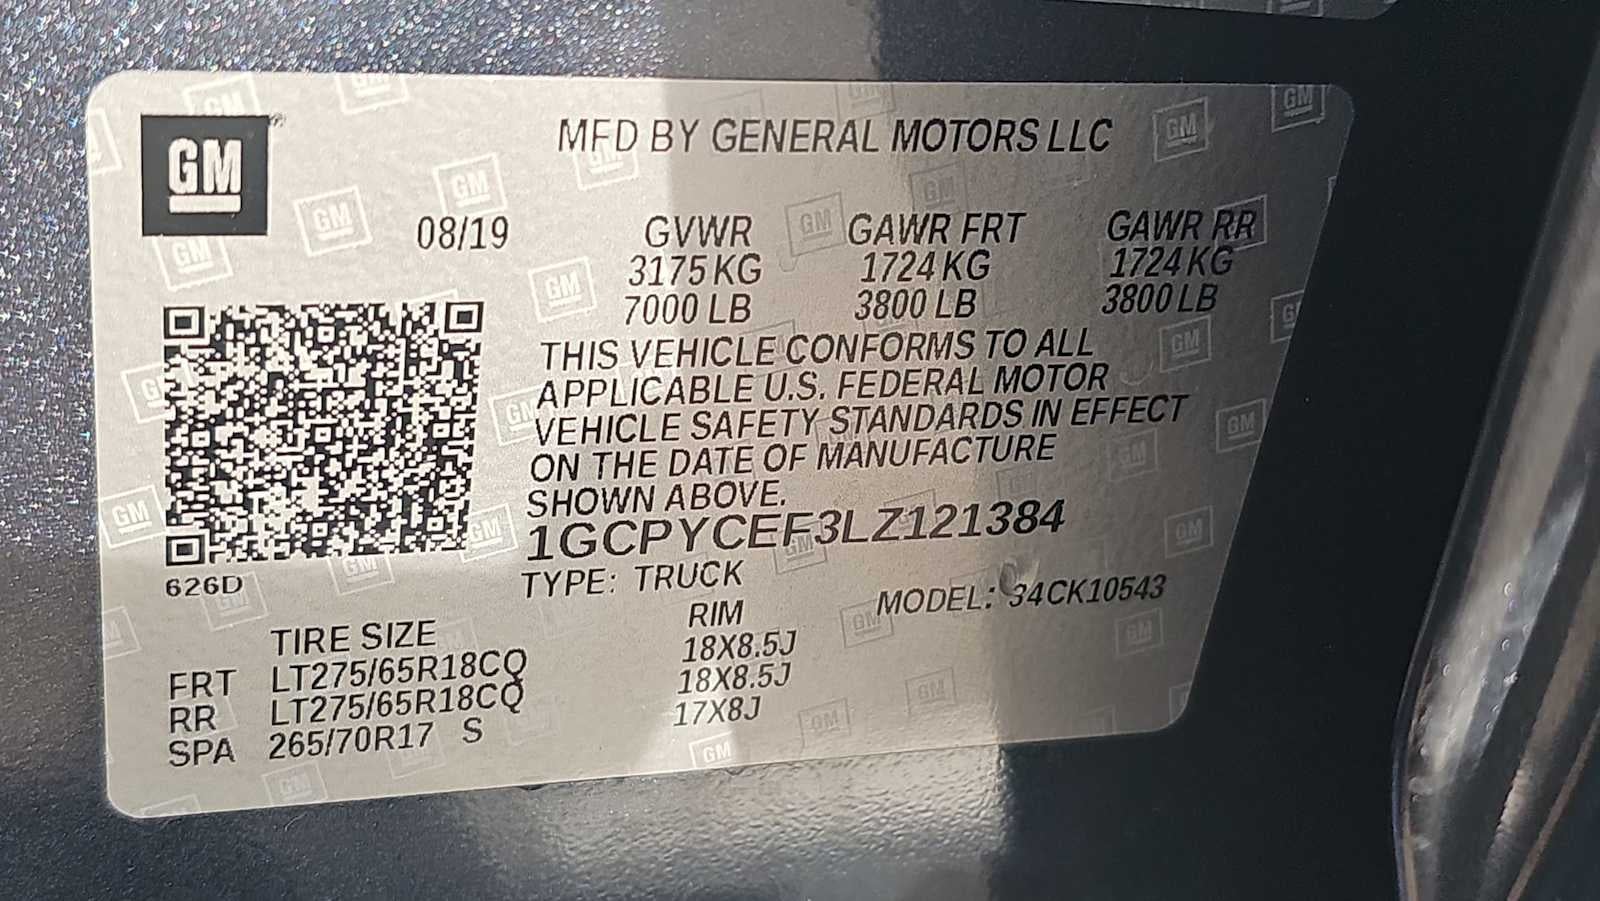 GM
MFD BY GENERAL MOTORS LLC
08/19 GVWR GAWR FRT GAWR RR
3175 KG 1724 KG 1724 KG
7000 LB 3800 LB 3800 LB
THIS VEHICLE CONFORMS TO ALL
APPLICABLE U.S. FEDERAL MOTOR
VEHICLE SAFETY STANDARDS IN EFFECT
ON THE DATE OF MANUFACTURE
SHOWN ABOVE.
1GCPYCEF3LZ121384
626D
TYPE: TRUCK MODEL: 34CK10543
TIRE SIZE RIM
FRT LT275/65R18CQ 18X8.5J
RR LT275/65R18CQ 18X8.5J
SPA 265/70R17 S 17X8J